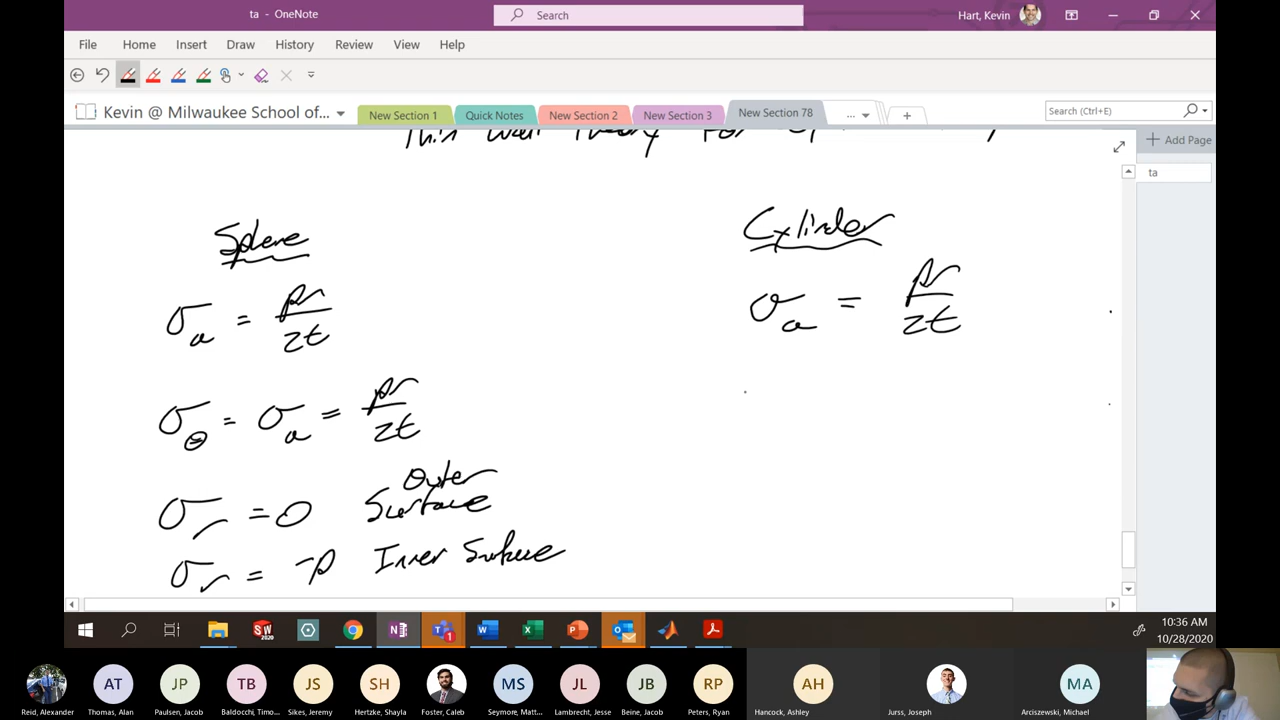 ta - OneNote
Search
Hart, Kevin
File Home Insert Draw History Review View Help
Kevin @ Milwaukee School of...
New Section 1
Quick Notes
New Section 2
New Section 3
New Section 78
...
Search (Ctrl+E)
Add Page
ta
Thin Wall Theory For
Sphere
σa = pr/2t
σθ = σa = pr/2t
σr = 0 Outer Surface
σr = -p Inner Surface
Cylinder
σa = pr/2t
10:36 AM
10/28/2020
AT JP TB JS SH MS JL JB RP AH MA
Reid, Alexander
Thomas, Alan
Paulsen, Jacob
Baldocchi, Timo...
Sikes, Jeremy
Hertzke, Shayla
Foster, Caleb
Seymore, Matt...
Lambrecht, Jesse
Beine, Jacob
Peters, Ryan
Hancock, Ashley
Jurss, Joseph
Arciszewski, Michael